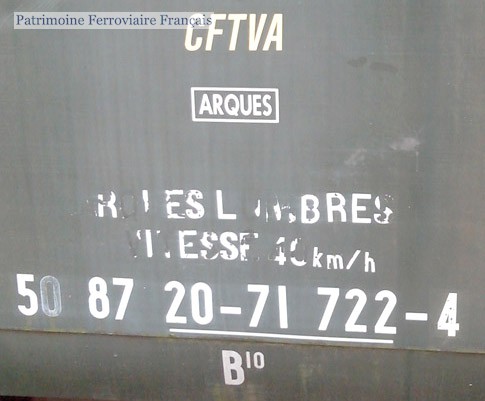 Patrimoine Ferroviaire Français
CFTVA
ARQUES
km/h
50 87 20-71 722-4
B10